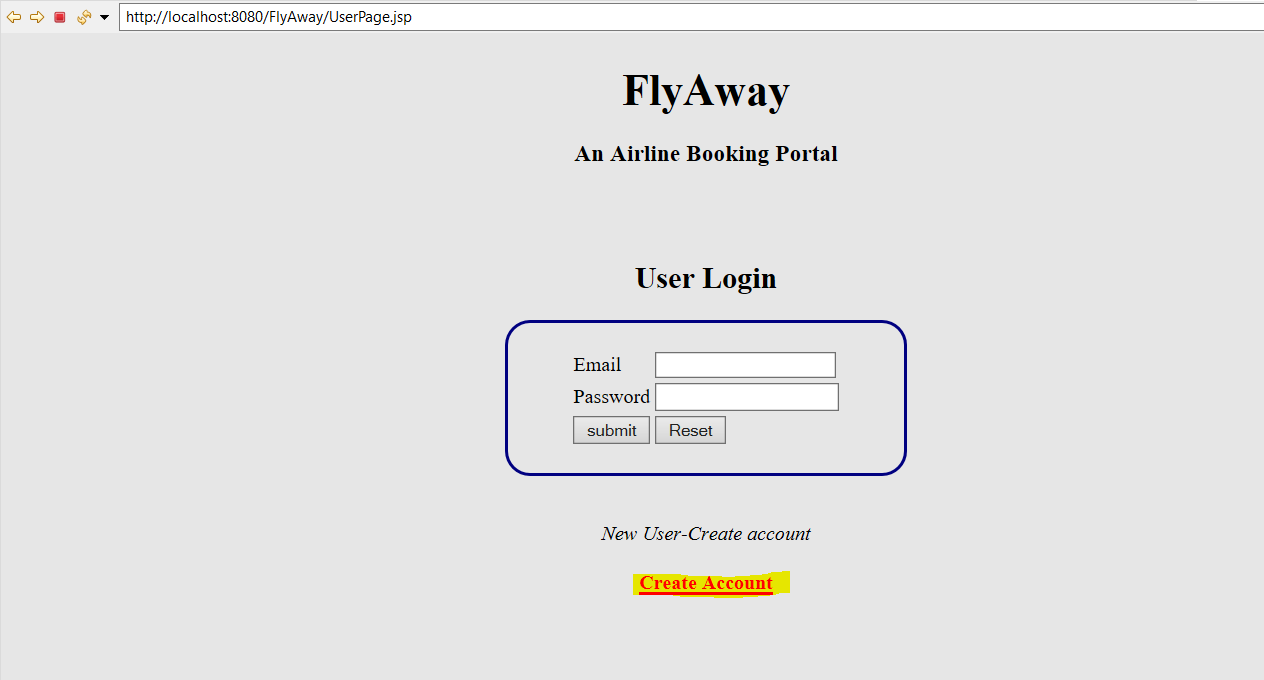 http://localhost:8080/FlyAway/UserPage.jsp
FlyAway
An Airline Booking Portal
User Login
Email
Password
submit Reset
New User-Create account
Create Account